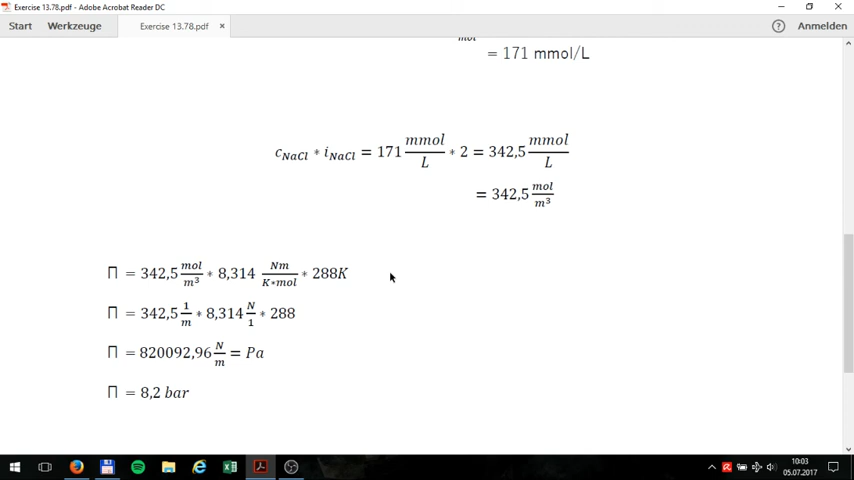 Exercise 13.78.pdf - Adobe Acrobat Reader DC
Start Werkzeuge Exercise 13.78.pdf × ? Anmelden
mol
= 171 mmol/L
c_NaCl * i_NaCl = 171 mmol/L * 2 = 342,5 mmol/L
= 342,5 mol/m³
Π = 342,5 mol/m³ * 8,314 Nm/K*mol * 288K
Π = 342,5 1/m * 8,314 N/1 * 288
Π = 820092,96 N/m = Pa
Π = 8,2 bar
10:03
05.07.2017